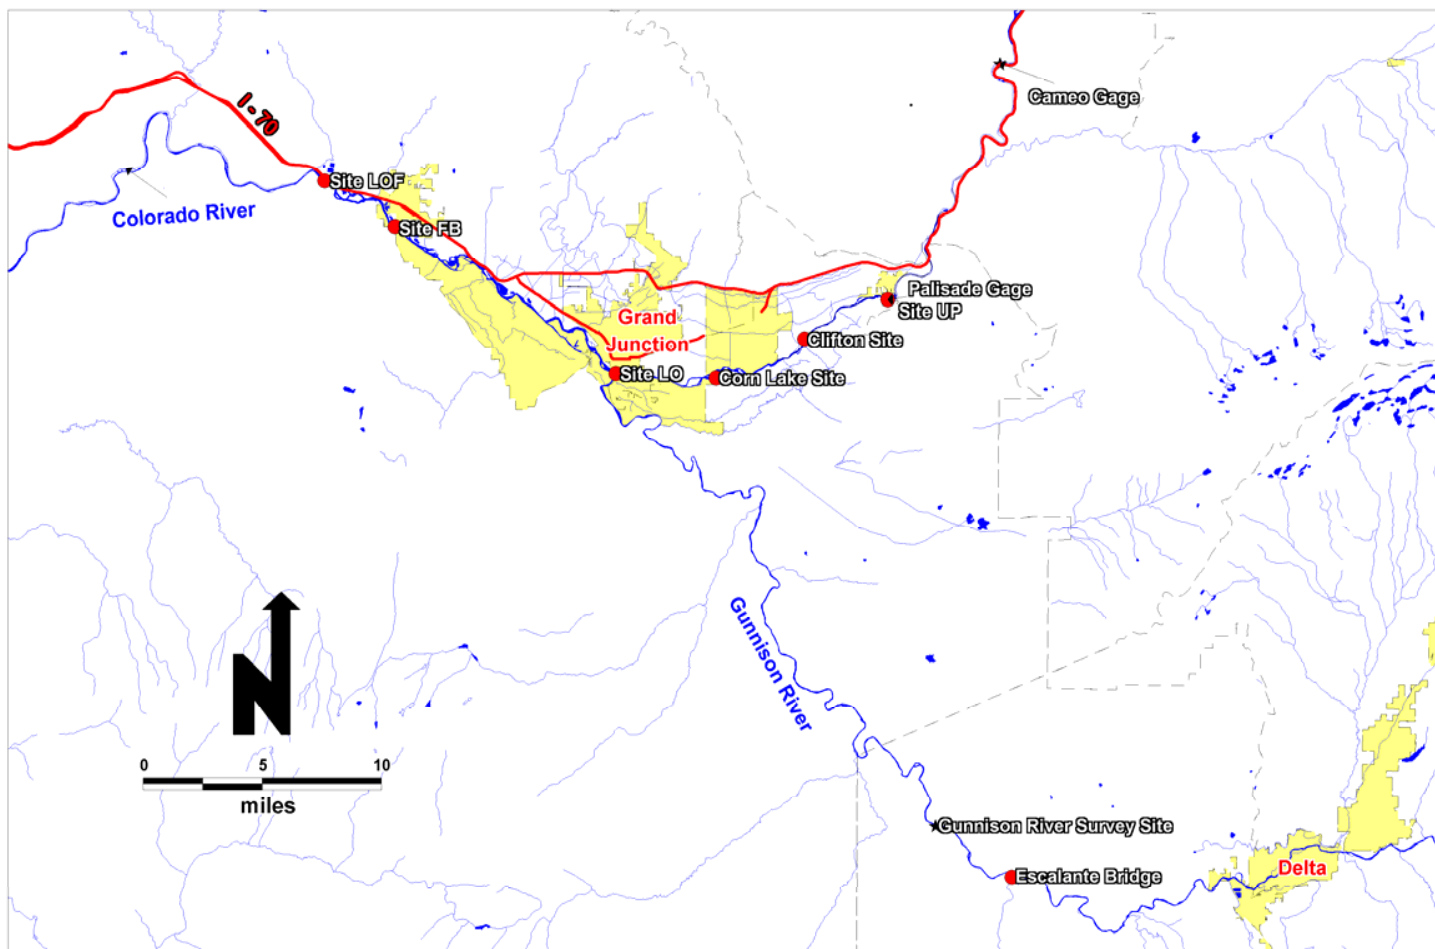 Cameo Gage
I - 70
Site LOF
Colorado River
Site FB
Palisade Gage
Site UP
Grand
Junction
Clifton Site
Site LO
Corn Lake Site
Gunnison River
N
0 5 10
miles
Gunnison River Survey Site
Escalante Bridge
Delta